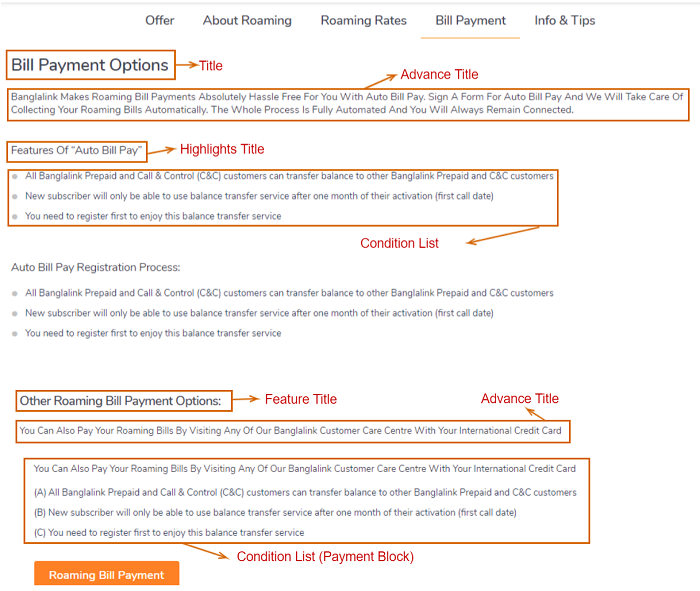 Offer About Roaming Roaming Rates Bill Payment Info & Tips
Bill Payment Options Title
Advance Title
Banglalink Makes Roaming Bill Payments Absolutely Hassle Free For You With Auto Bill Pay. Sign A Form For Auto Bill Pay And We Will Take Care Of
Collecting Your Roaming Bills Automatically. The Whole Process Is Fully Automated And You Will Always Remain Connected.
Features Of "Auto Bill Pay" Highlights Title
All Banglalink Prepaid and Call & Control (C&C) customers can transfer balance to other Banglalink Prepaid and C&C customers
New subscriber will only be able to use balance transfer service after one month of their activation (first call date)
You need to register first to enjoy this balance transfer service
Condition List
Auto Bill Pay Registration Process:
All Banglalink Prepaid and Call & Control (C&C) customers can transfer balance to other Banglalink Prepaid and C&C customers
New subscriber will only be able to use balance transfer service after one month of their activation (first call date)
You need to register first to enjoy this balance transfer service
Other Roaming Bill Payment Options: Feature Title Advance Title
You Can Also Pay Your Roaming Bills By Visiting Any Of Our Banglalink Customer Care Centre With Your International Credit Card
You Can Also Pay Your Roaming Bills By Visiting Any Of Our Banglalink Customer Care Centre With Your International Credit Card
(A) All Banglalink Prepaid and Call & Control (C&C) customers can transfer balance to other Banglalink Prepaid and C&C customers
(B) New subscriber will only be able to use balance transfer service after one month of their activation (first call date)
(C) You need to register first to enjoy this balance transfer service
Condition List (Payment Block)
Roaming Bill Payment